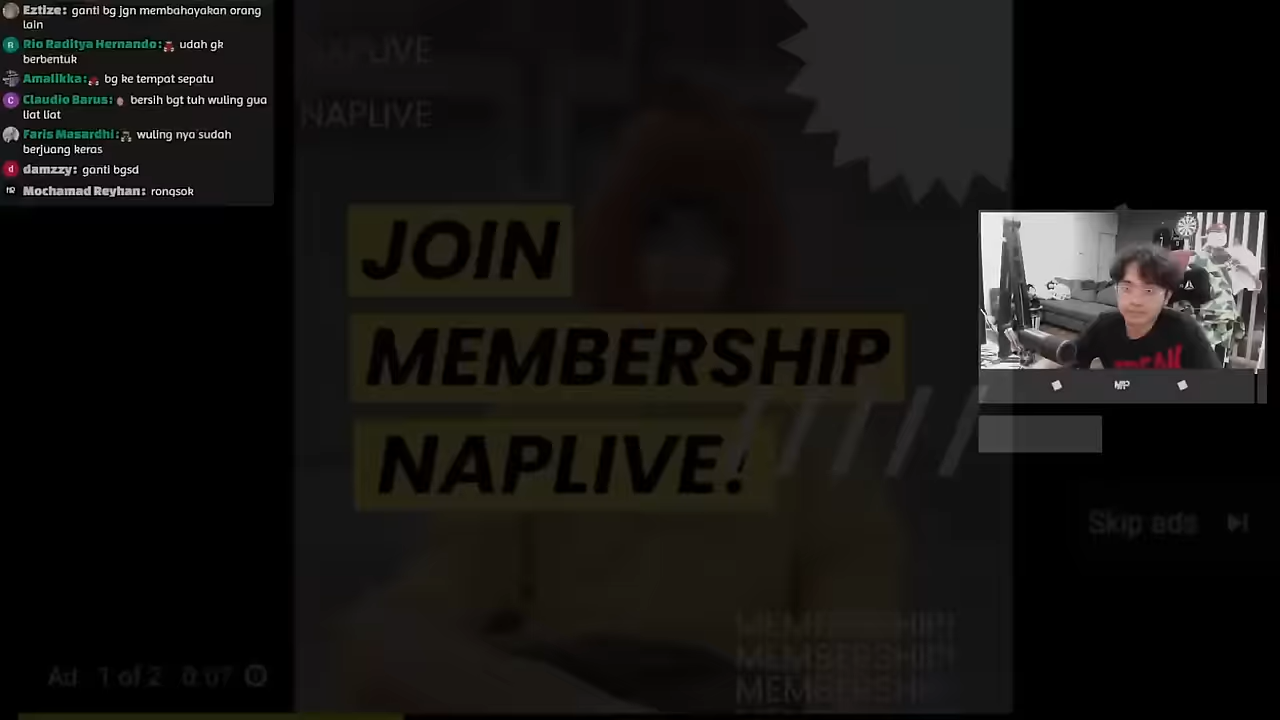 Eztize: ganti bg jgn membahayakan orang
lain
Rio Raditya Hernando: udah gk
berbentuk
Amalikka: bg ke tempat sepatu
Claudio Barus: bersih bgt tuh wuling gua
liat liat
Faris Masardhi: wuling nya sudah
berjuang keras
damzzy: ganti bgsd
Mochamad Reyhan: rongsok
NAPLIVE
NAPLIVE
JOIN
MEMBERSHIP
NAPLIVE!
Skip ads
MEMBERSHIP!
MEMBERSHIP!
MEMBERSHIP
Ad 1 of 2 0:07